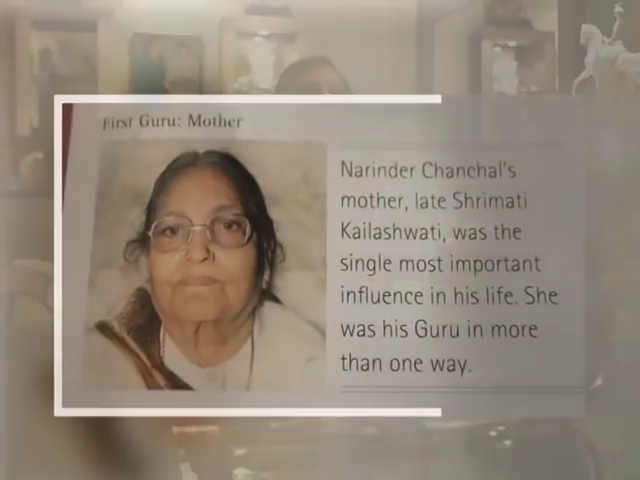 First Guru: Mother
Narinder Chanchal's
mother, late Shrimati
Kailashwati, was the
single most important
influence in his life. She
was his Guru in more
than one way.